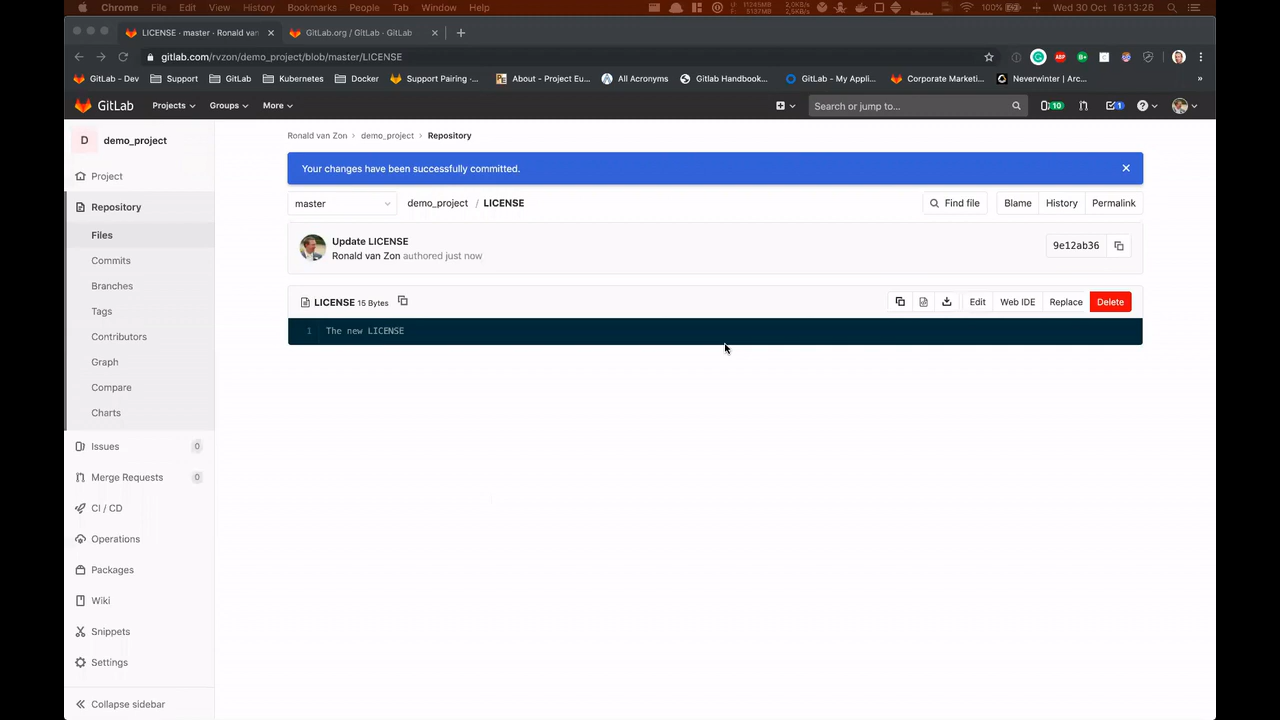 Chrome File Edit View History Bookmarks People Tab Window Help 100% Wed 30 Oct 16:13:26
LICENSE · master · Ronald van
GitLab.org / GitLab · GitLab
gitlab.com/rvzon/demo_project/blob/master/LICENSE
GitLab - Dev Support GitLab Kubernetes Docker Support Pairing -... About - Project Eu... All Acronyms Gitlab Handbook... GitLab - My Appli... Corporate Marketi... Neverwinter | Arc... »
GitLab Projects Groups More Search or jump to... 10 1
D demo_project
Project
Repository
Files
Commits
Branches
Tags
Contributors
Graph
Compare
Charts
Issues 0
Merge Requests 0
CI / CD
Operations
Packages
Wiki
Snippets
Settings
Collapse sidebar
Ronald van Zon › demo_project › Repository
Your changes have been successfully committed.
master demo_project / LICENSE Find file Blame History Permalink
Update LICENSE
Ronald van Zon authored just now
9e12ab36
LICENSE 15 Bytes Edit Web IDE Replace Delete
1 The new LICENSE